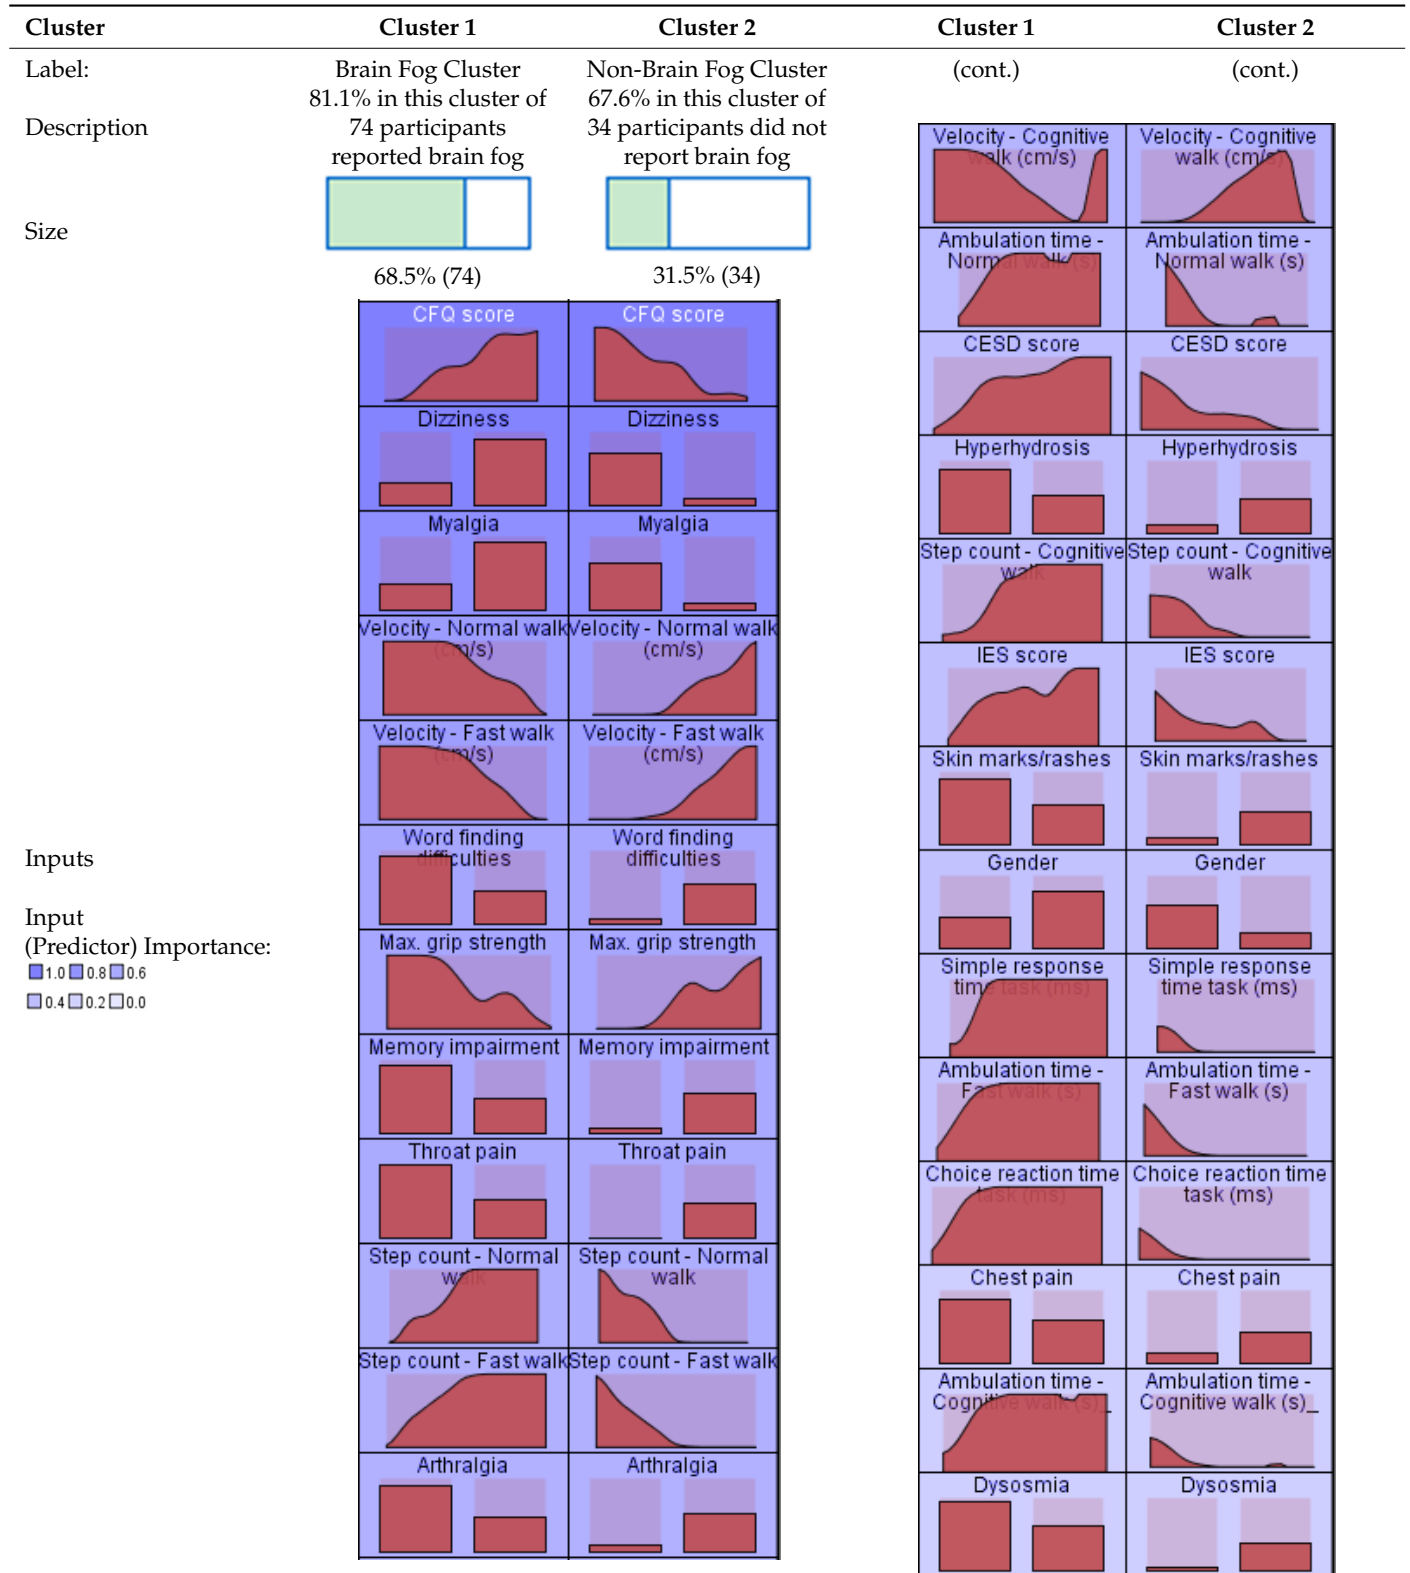 Cluster Cluster 1 Cluster 2 Cluster 1 Cluster 2
Label: Brain Fog Cluster Non-Brain Fog Cluster (cont.) (cont.)
81.1% in this cluster of 67.6% in this cluster of
Description 74 participants 34 participants did not
reported brain fog report brain fog
Size
68.5% (74) 31.5% (34)
CFQ score CFQ score
Dizziness Dizziness
Myalgia Myalgia
Velocity - Normal walk Velocity - Normal walk
(cm/s) (cm/s)
Velocity - Fast walk Velocity - Fast walk
(cm/s) (cm/s)
Inputs
Input
(Predictor) Importance:
1.0 0.8 0.6
0.4 0.2 0.0
Word finding Word finding
difficulties difficulties
Max. grip strength Max. grip strength
Memory impairment Memory impairment
Throat pain Throat pain
Step count - Normal Step count - Normal
walk walk
Step count - Fast walk Step count - Fast walk
Arthralgia Arthralgia
Velocity - Cognitive Velocity - Cognitive
walk (cm/s) walk (cm/s)
Ambulation time - Ambulation time -
Normal walk (s) Normal walk (s)
CESD score CESD score
Hyperhydrosis Hyperhydrosis
Step count - Cognitive Step count - Cognitive
walk walk
IES score IES score
Skin marks/rashes Skin marks/rashes
Gender Gender
Simple response Simple response
time task (ms) time task (ms)
Ambulation time - Ambulation time -
Fast walk (s) Fast walk (s)
Choice reaction time Choice reaction time
task (ms) task (ms)
Chest pain Chest pain
Ambulation time - Ambulation time -
Cognitive walk (s)_ Cognitive walk (s)_
Dysosmia Dysosmia